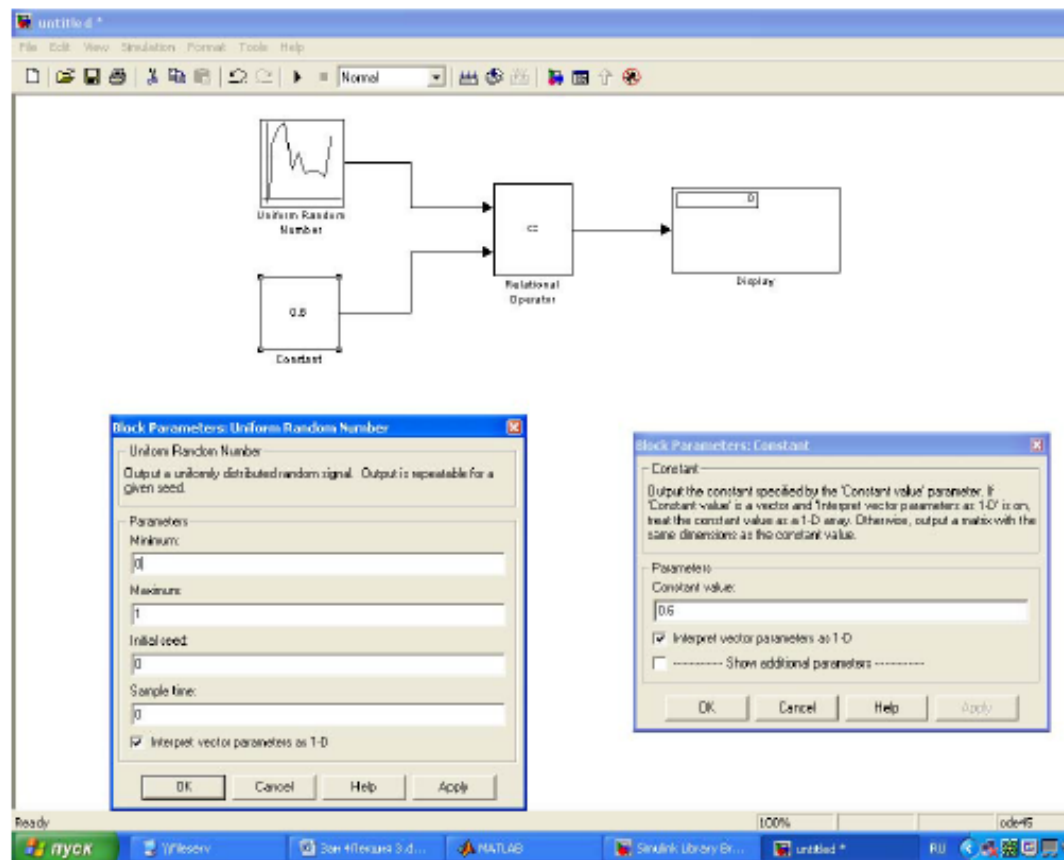 untitled *
File Edit View Simulation Format Tools Help
Normal
Uniform Random
Number
0.6
Constant
<=
Relational
Operator
0
Display
Block Parameters: Uniform Random Number
Uniform Random Number
Output a uniformly distributed random signal. Output is repeatable for a
given seed.
Parameters
Minimum:
0
Maximum:
1
Initial seed:
0
Sample time:
0
Interpret vector parameters as 1-D
OK Cancel Help Apply
Block Parameters: Constant
Constant
Output the constant specified by the 'Constant value' parameter. If
'Constant value' is a vector and 'Interpret vector parameters as 1-D' is on,
treat the constant value as a 1-D array. Otherwise, output a matrix with the
same dimensions as the constant value.
Parameters
Constant value:
0.6
Interpret vector parameters as 1-D
---------- Show additional parameters ----------
OK Cancel Help Apply
Ready 100% ode45
пуск MATLAB Simulink Library Br... untitled * RU